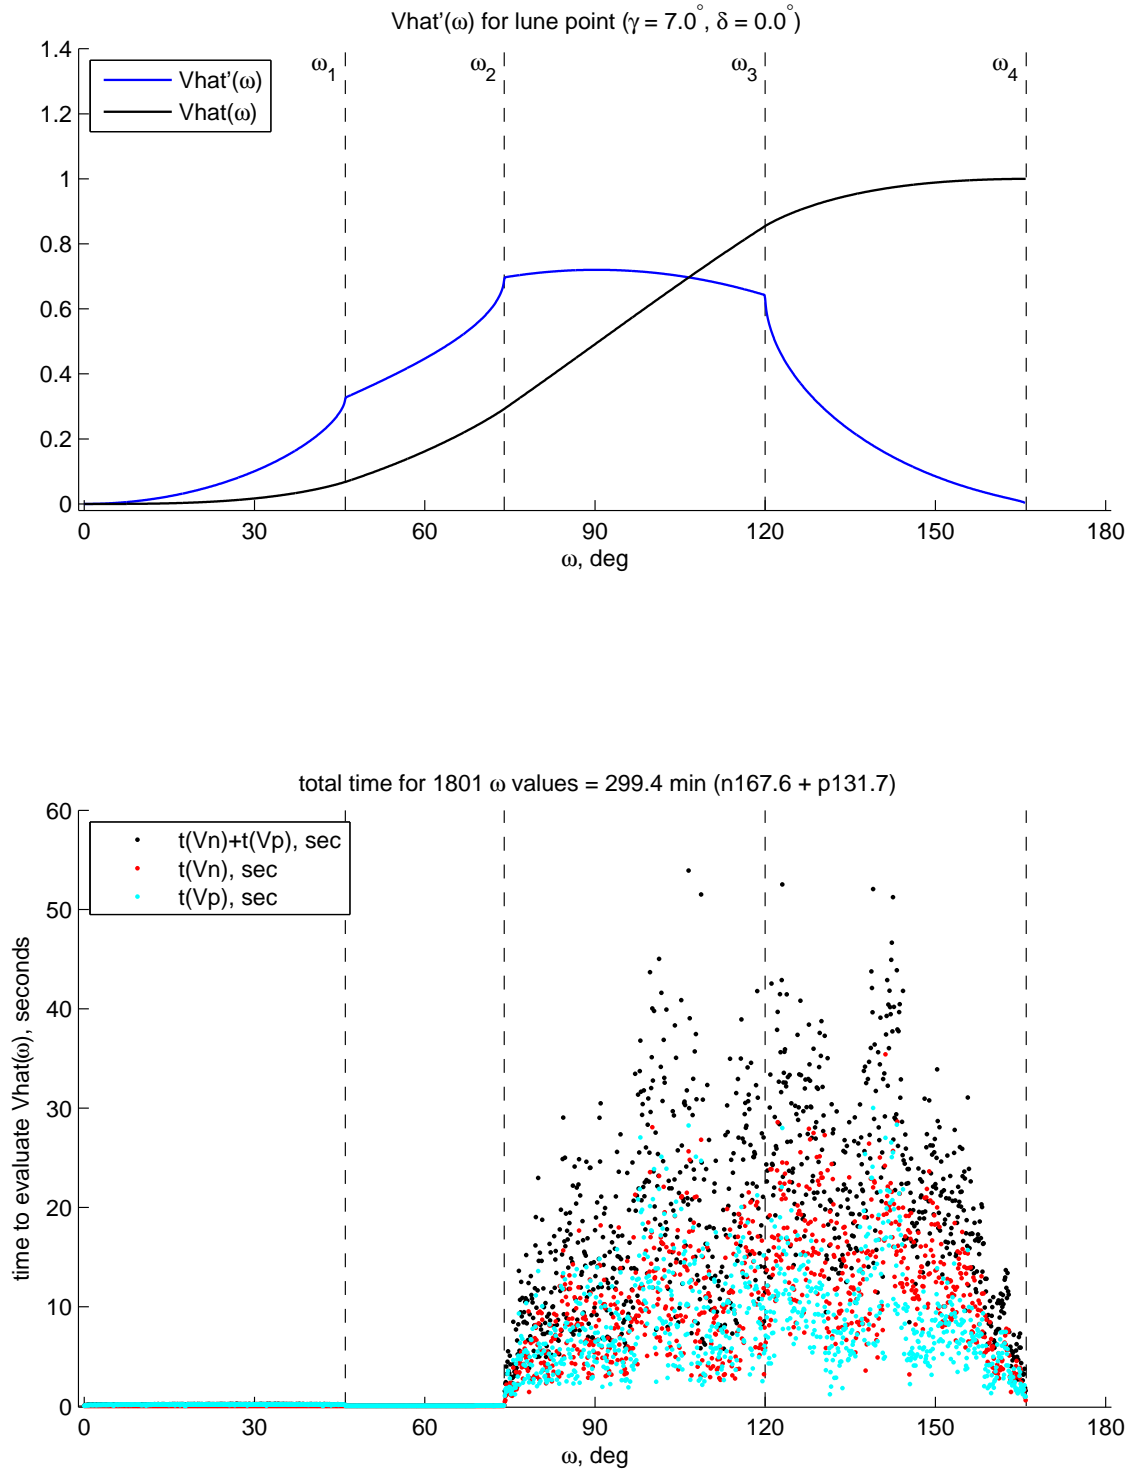 Vhat'(ω) for lune point (γ = 7.0°, δ = 0.0°)
1.4
1.2
1
0.8
0.6
0.4
0.2
0
ω₁
ω₂
ω₃
ω₄
Vhat'(ω)
Vhat(ω)
0 30 60 90 120 150 180
ω, deg
total time for 1801 ω values = 299.4 min (n167.6 + p131.7)
60
50
40
30
20
10
0
time to evaluate Vhat(ω), seconds
t(Vn)+t(Vp), sec
t(Vn), sec
t(Vp), sec
0 30 60 90 120 150 180
ω, deg